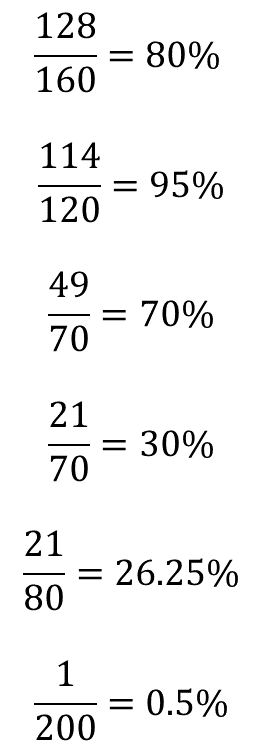 128/160 = 80%
114/120 = 95%
49/70 = 70%
21/70 = 30%
21/80 = 26.25%
1/200 = 0.5%